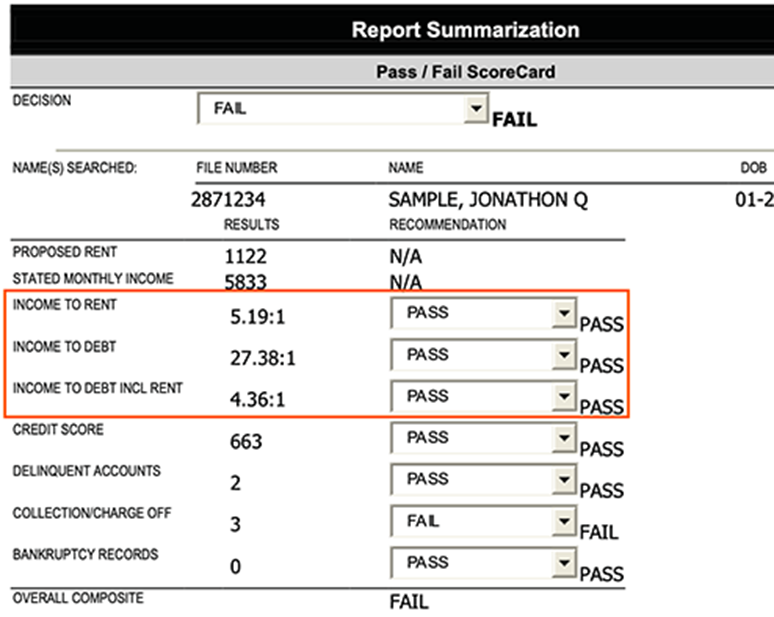 Report Summarization
Pass / Fail ScoreCard
DECISION FAIL FAIL
NAME(S) SEARCHED: FILE NUMBER NAME DOB
2871234 SAMPLE, JONATHON Q 01-2
RESULTS RECOMMENDATION
PROPOSED RENT 1122 N/A
STATED MONTHLY INCOME 5833 N/A
INCOME TO RENT 5.19:1 PASS PASS
INCOME TO DEBT 27.38:1 PASS PASS
INCOME TO DEBT INCL RENT 4.36:1 PASS PASS
CREDIT SCORE 663 PASS PASS
DELINQUENT ACCOUNTS 2 PASS PASS
COLLECTION/CHARGE OFF 3 FAIL FAIL
BANKRUPTCY RECORDS 0 PASS PASS
OVERALL COMPOSITE FAIL